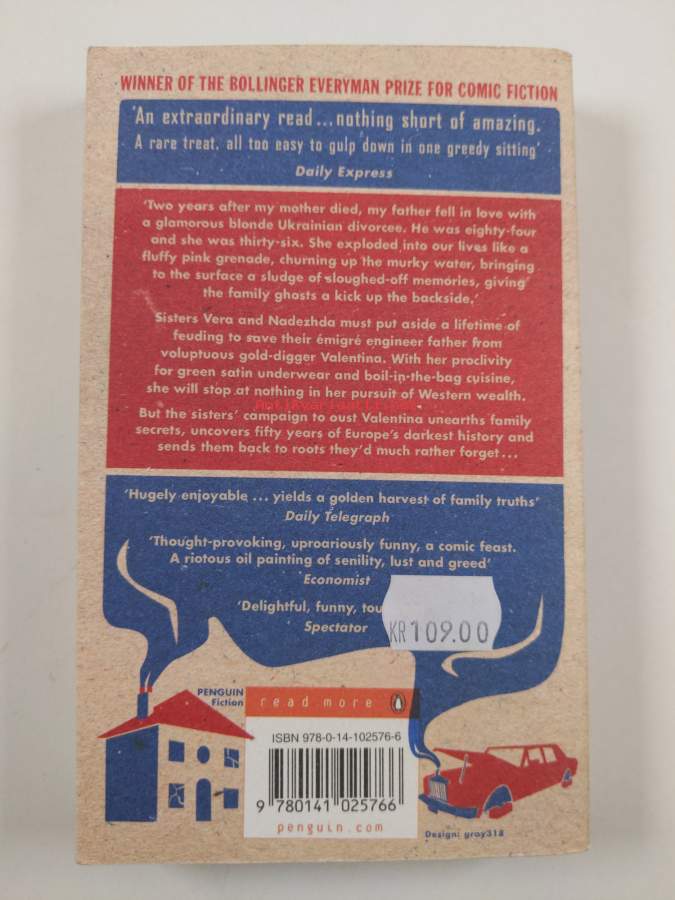 WINNER OF THE BOLLINGER EVERYMAN PRIZE FOR COMIC FICTION
'An extraordinary read...nothing short of amazing.
A rare treat, all too easy to gulp down in one greedy sitting'
Daily Express
'Two years after my mother died, my father fell in love with
a glamorous blonde Ukrainian divorcee. He was eighty-four
and she was thirty-six. She exploded into our lives like a
fluffy pink grenade, churning up the murky water, bringing
to the surface a sludge of sloughed-off memories, giving
the family ghosts a kick up the backside.'
Sisters Vera and Nadezhda must put aside a lifetime of
feuding to save their émigré engineer father from
voluptuous gold-digger Valentina. With her proclivity
for green satin underwear and boil-in-the-bag cuisine,
she will stop at nothing in her pursuit of Western wealth.
But the sisters' campaign to oust Valentina unearths family
secrets, uncovers fifty years of Europe's darkest history and
sends them back to roots they'd much rather forget...
'Hugely enjoyable ... yields a golden harvest of family truths'
Daily Telegraph
'Thought-provoking, uproariously funny, a comic feast.
A riotous oil painting of senility, lust and greed'
Economist
'Delightful, funny,
Spectator
KR 109.00
PENGUIN
Fiction
read more
ISBN 978-0-14-102576-6
9 780141 025766
penguin.com
Design: gray318